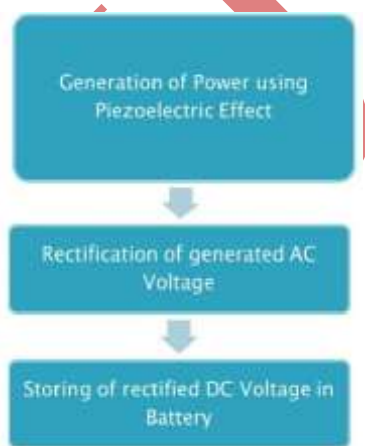 Generation of Power using
Piezoelectric Effect
Rectification of generated AC
Voltage
Storing of rectified DC Voltage in
Battery